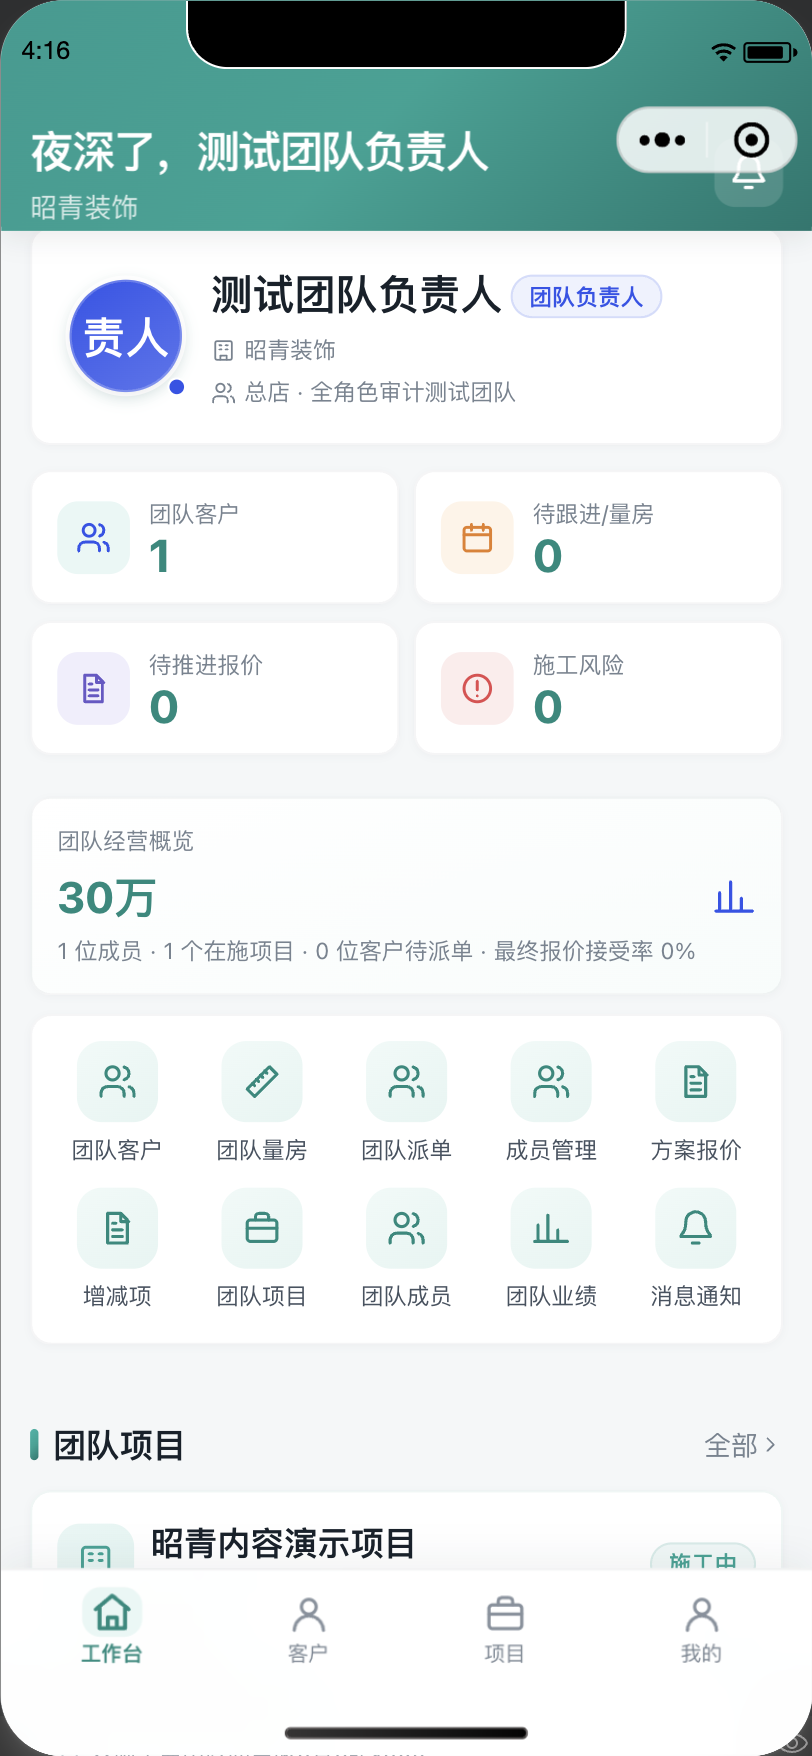 4:16
夜深了，测试团队负责人
昭青装饰
责人
测试团队负责人 团队负责人
昭青装饰
总店 · 全角色审计测试团队
团队客户
1
待跟进/量房
0
待推进报价
0
施工风险
0
团队经营概览
30万
1 位成员 · 1 个在施项目 · 0 位客户待派单 · 最终报价接受率 0%
团队客户 团队量房 团队派单 成员管理 方案报价
增减项 团队项目 团队成员 团队业绩 消息通知
团队项目 全部
昭青内容演示项目
施工中
工作台 客户 项目 我的